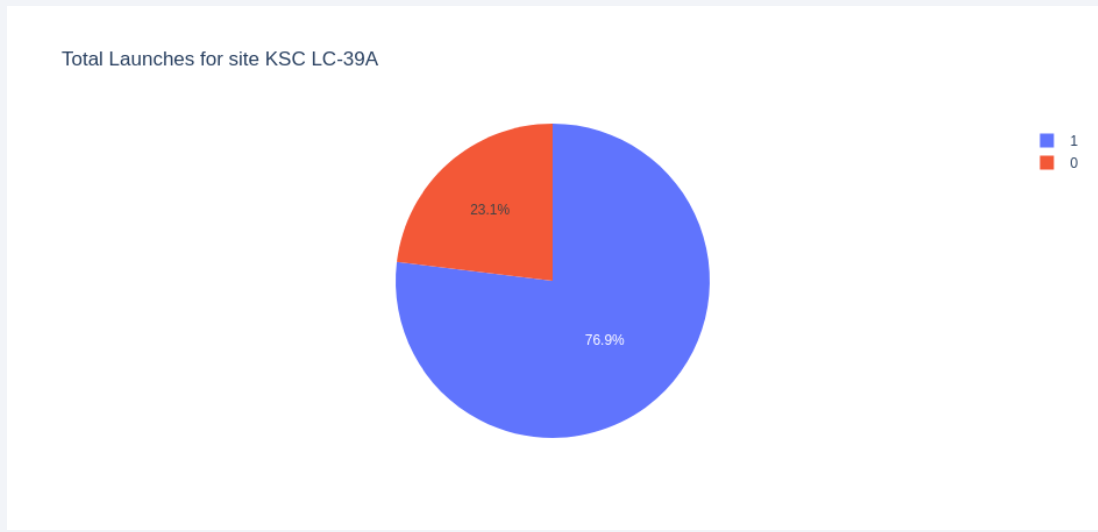 Total Launches for site KSC LC-39A
1
0
23.1%
76.9%